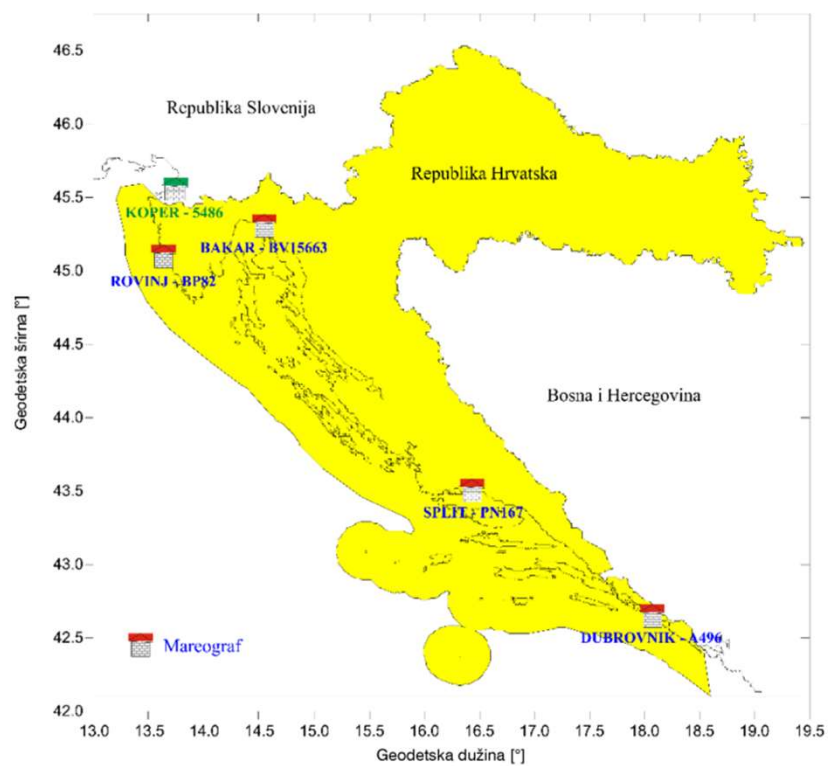 46.5
Republika Slovenija
46.0
Republika Hrvatska
45.5
KOPER - 5486
BAKAR - BV15663
45.0
ROVINJ - BP82
44.5
Bosna i Hercegovina
44.0
43.5
SPLIT - PN167
43.0
DUBROVNIK - A496
42.5
Mareograf
42.0
13.0 13.5 14.0 14.5 15.0 15.5 16.0 16.5 17.0 17.5 18.0 18.5 19.0 19.5
Geodetska dužina [°]
Geodetska širirna [°]